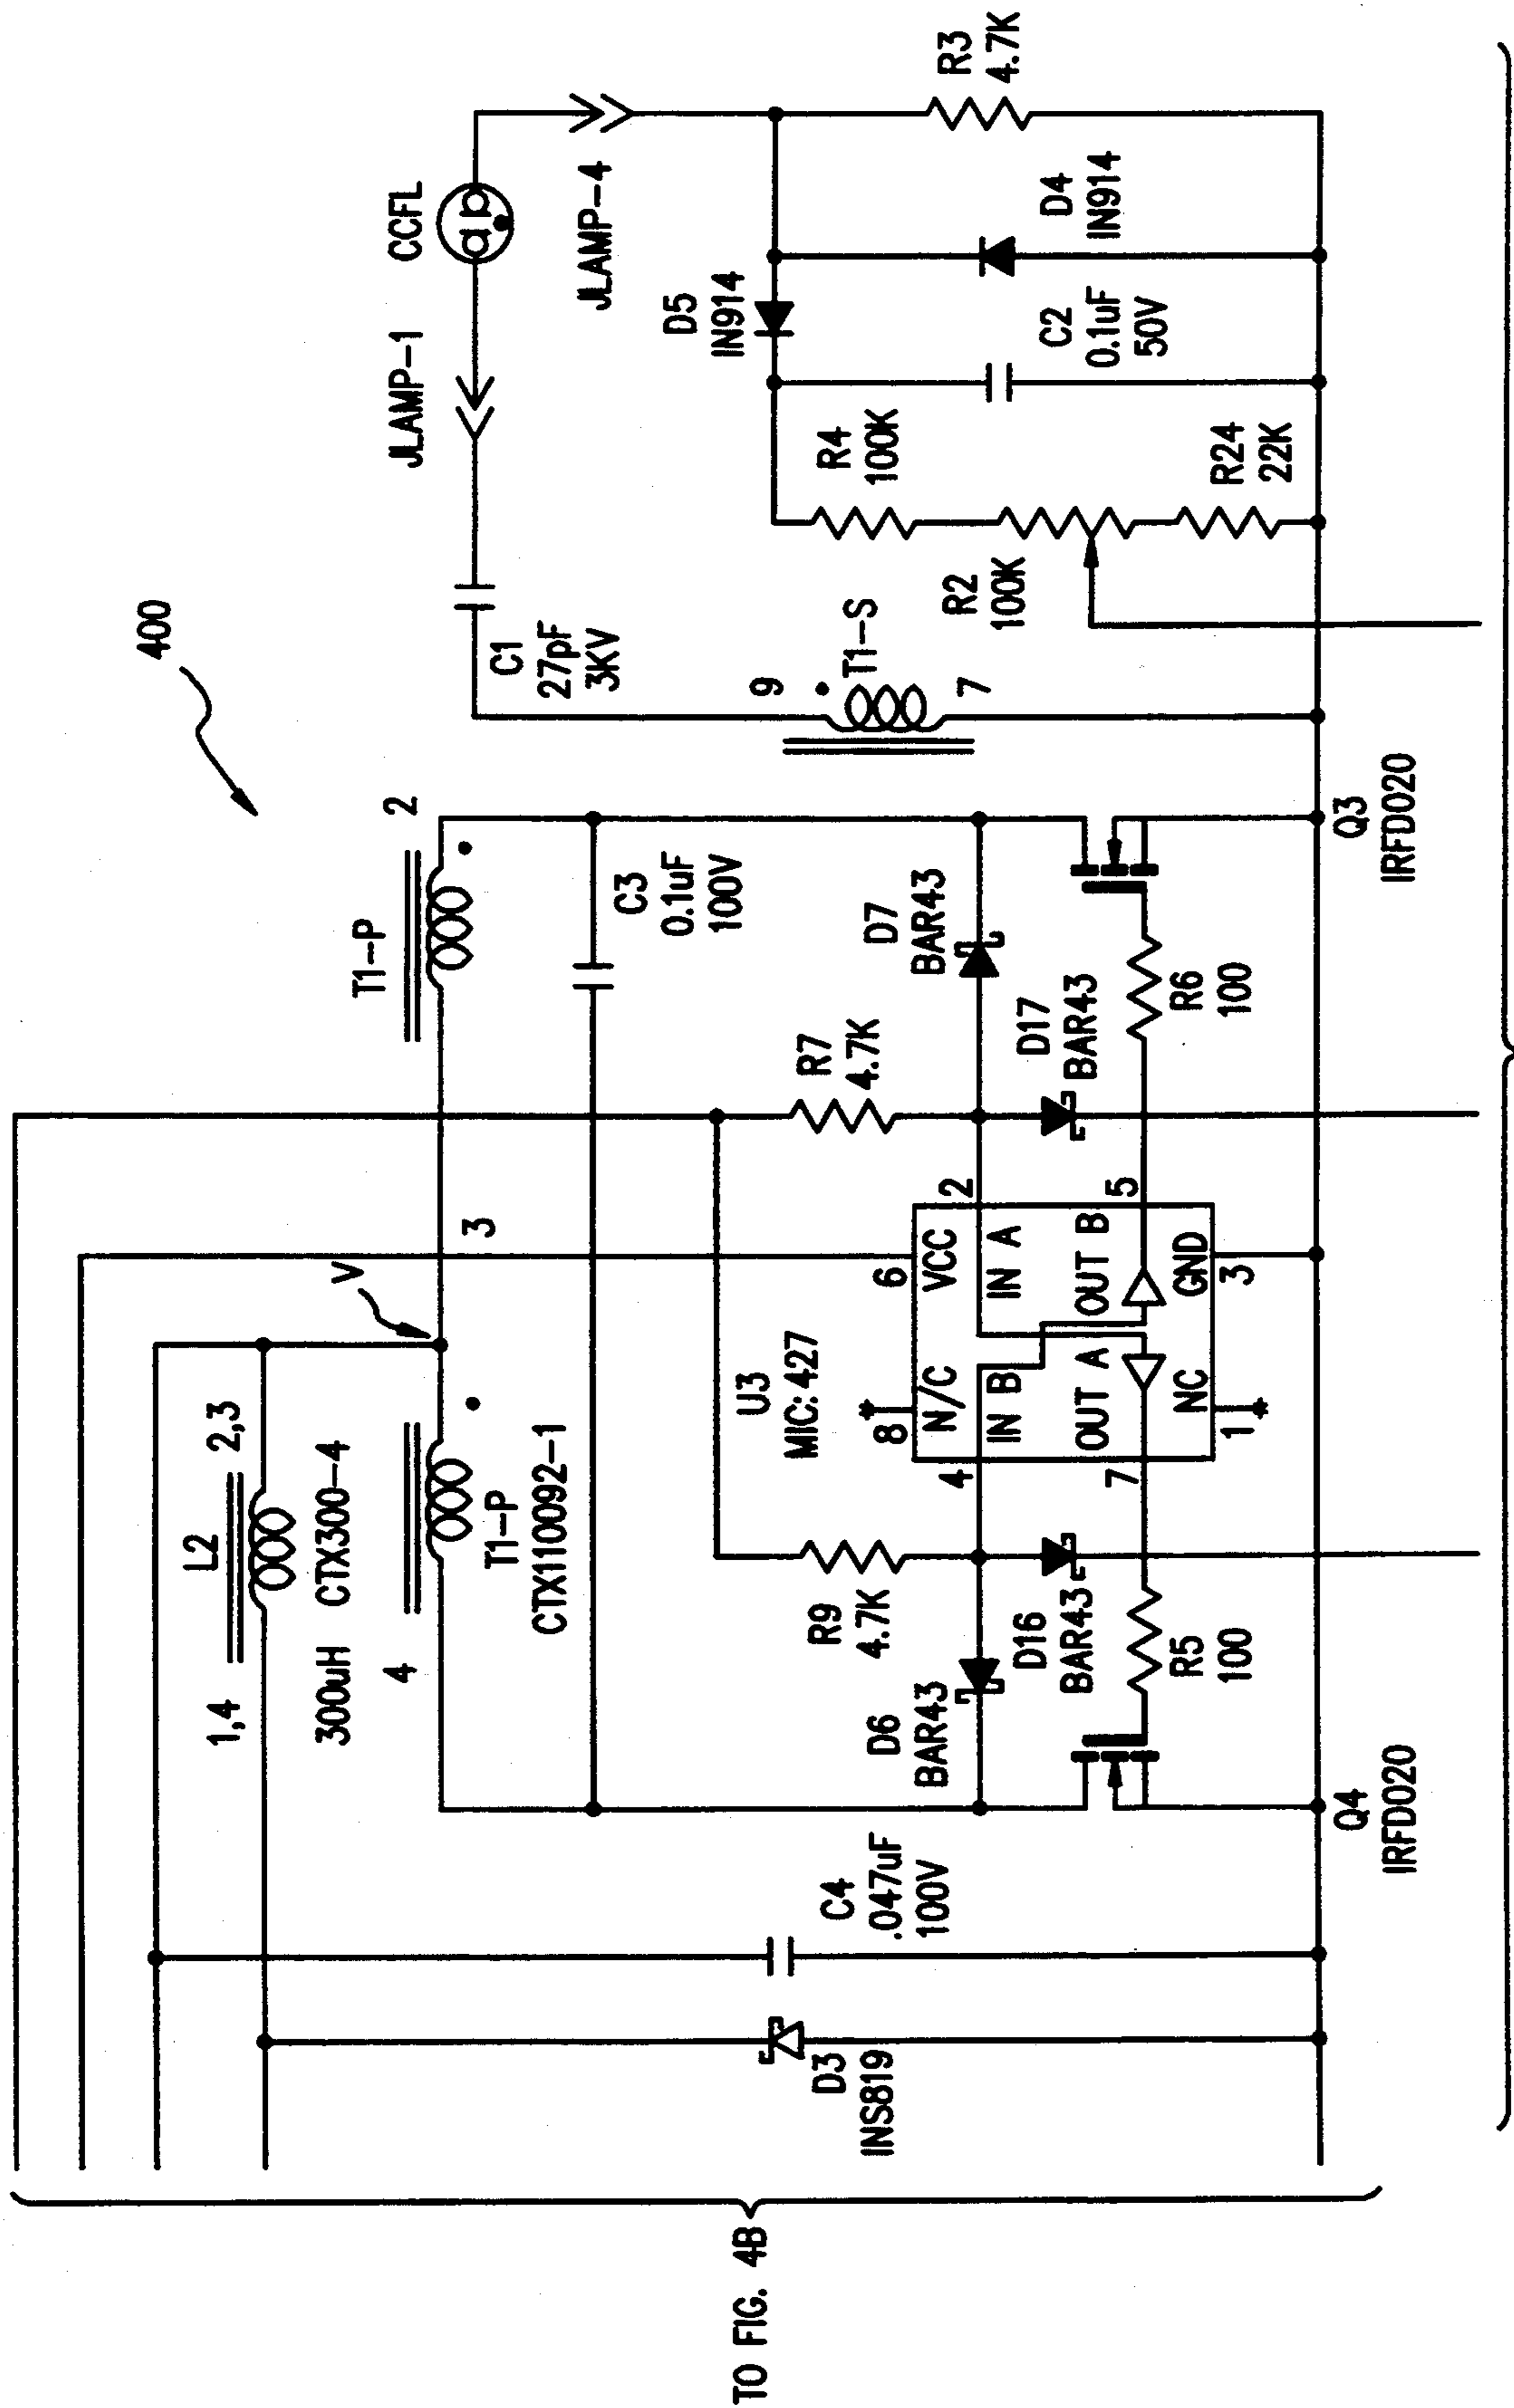 400
JLAMP-1
CCFL
JLAMP-4
C1
27pF
3KV
9
T1-S
7
D5
IN914
D4
IN914
R3
4.7K
C2
0.1uF
50V
R4
100K
R2
100K
R24
22K
T1-P
2
3
V
C3
0.1uF
100V
L2
1,4
2,3
300uH CTX300-4
4
T1-P
CTX110092-1
R7
4.7K
D7
BAR43
D17
BAR43
R6
100
Q3
IRFD020
U3
MIC:427
8
N/C
6
VCC
4
IN B
2
IN A
7
OUT A
5
OUT B
1
NC
3
GND
R9
4.7K
D6
BAR43
D16
BAR43
R5
100
Q4
IRFD020
C4
.047uF
100V
D3
INS819
TO FIG. 4B